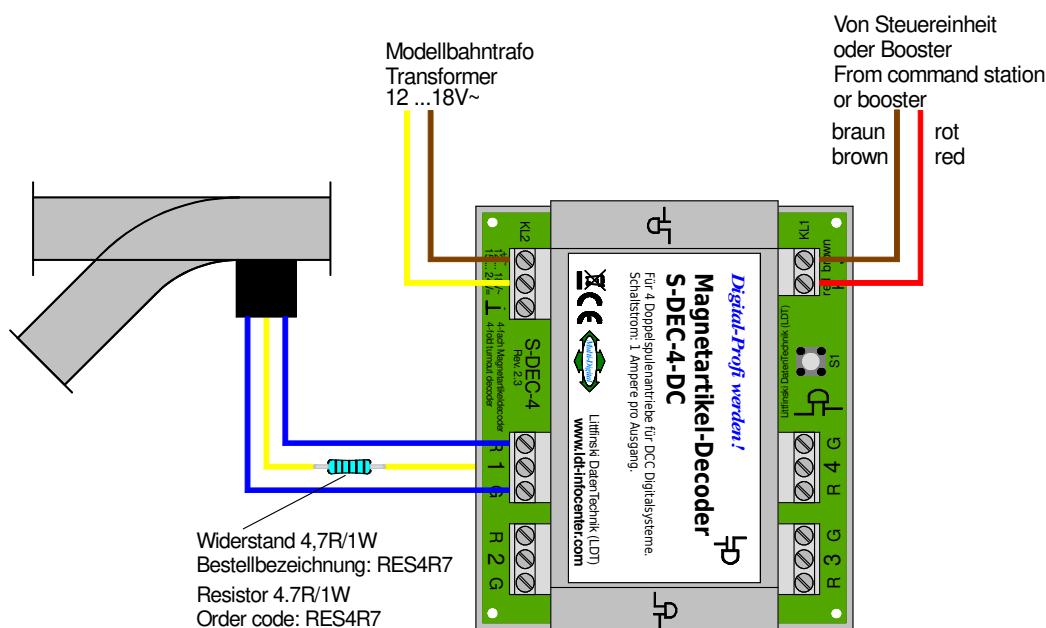 Modellbahntrafo
Transformer
12 ...18V~
Von Steuereinheit
oder Booster
From command station
or booster
braun
brown
rot
red
KL2
KL1
red brown
S-DEC-4
Rev. 2.3
4-fach Magnetartikeldecoder
4-fold turnout decoder
Digital-Profi werden!
Magnetartikel-Decoder
S-DEC-4-DC
Für 4 Doppelspulenantriebe für DCC Digitalsysteme.
Schaltstrom: 1 Ampere pro Ausgang.
CE
Multi-Digital
Littfinski DatenTechnik (LDT)
www.ldt-infocenter.com
Littfinski DatenTechnik (LDT)
S1
R 1 G
R 2 G
R 4 G
R 3 G
Widerstand 4,7R/1W
Bestellbezeichnung: RES4R7
Resistor 4.7R/1W
Order code: RES4R7